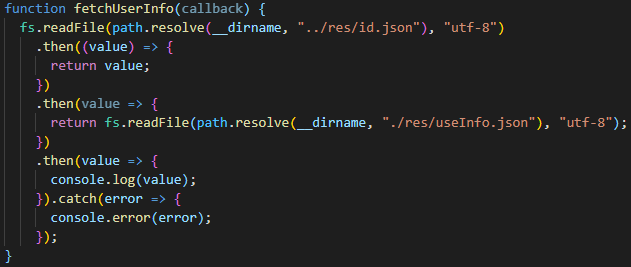 function fetchUserInfo(callback) {
  fs.readFile(path.resolve(__dirname, "../res/id.json"), "utf-8")
    .then((value) => {
      return value;
    })
    .then(value => {
      return fs.readFile(path.resolve(__dirname, "./res/useInfo.json"), "utf-8");
    })
    .then(value => {
      console.log(value);
    }).catch(error => {
      console.error(error);
    });
}